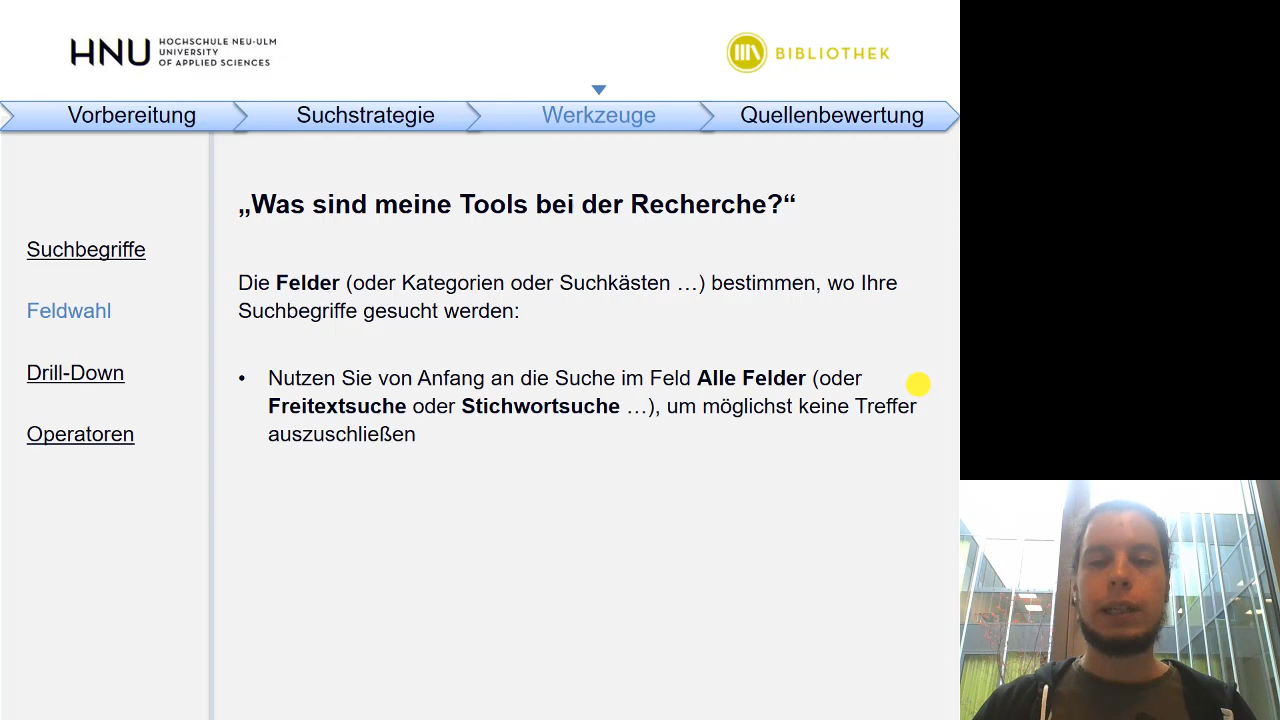 HNU HOCHSCHULE NEU-ULM
UNIVERSITY
OF APPLIED SCIENCES
BIBLIOTHEK
Vorbereitung
Suchstrategie
Werkzeuge
Quellenbewertung
Suchbegriffe
Feldwahl
Drill-Down
Operatoren
„Was sind meine Tools bei der Recherche?“
Die Felder (oder Kategorien oder Suchkästen …) bestimmen, wo Ihre
Suchbegriffe gesucht werden:
• Nutzen Sie von Anfang an die Suche im Feld Alle Felder (oder
Freitextsuche oder Stichwortsuche …), um möglichst keine Treffer
auszuschließen